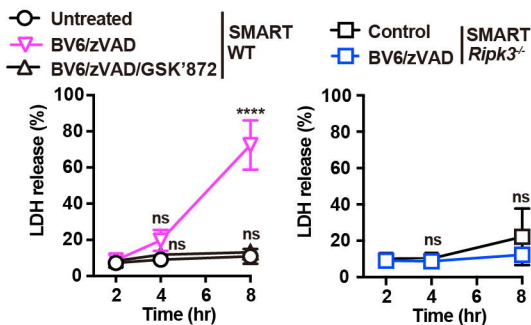 Untreated
BV6/zVAD
BV6/zVAD/GSK'872
SMART
WT
LDH release (%)
100
80
60
40
20
0
ns
ns
****
ns
2 4 6 8
Time (hr)
Control
BV6/zVAD
SMART
Ripk3-/-
LDH release (%)
100
80
60
40
20
0
ns
ns
2 4 6 8
Time (hr)